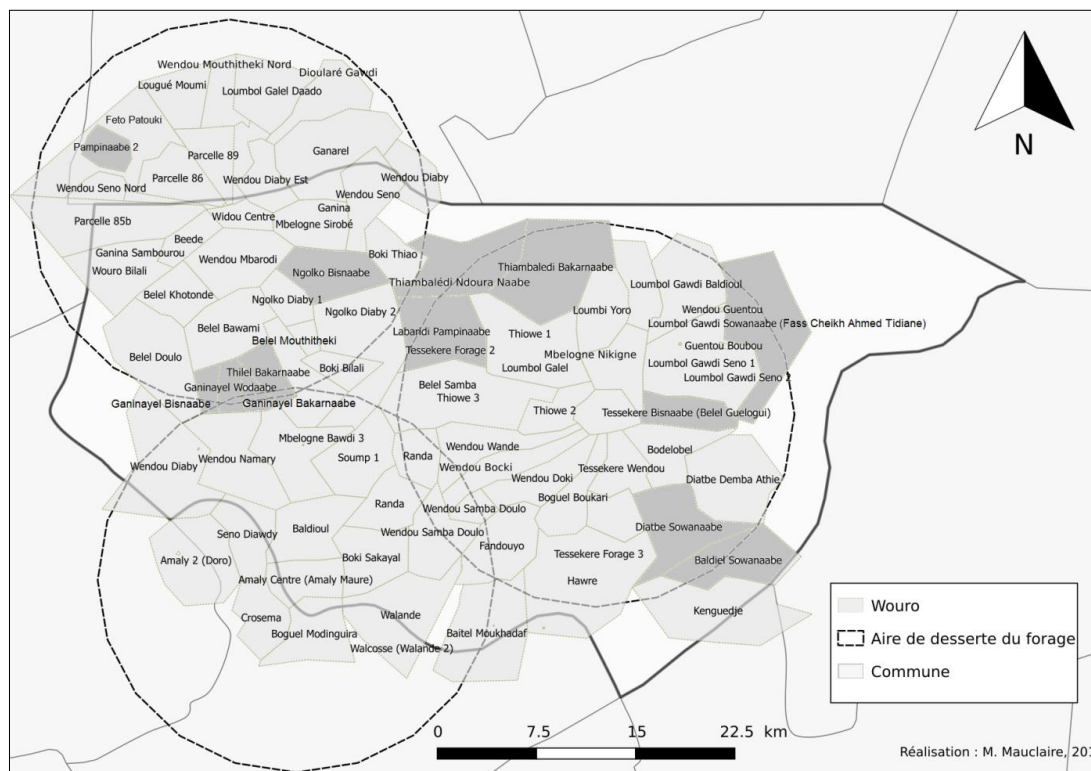 Wendou Mouthitheki Nord
Dioularé Gawdi
Lougué Moumi
Loumbol Galel Daado
Feto Patouki
Pampinaabe 2
Parcelle 89
Ganarel
Parcelle 86
Wendou Diaby Est
Wendou Diaby
Wendou Seno Nord
Wendou Seno
Ganina
Parcelle 85b
Widou Centre
Mbelogne Sirobé
Beede
Ganina Sambourou
Wendou Mbarodi
Boki Thiao
Wouro Bilali
Ngolko Bisnaabe
Thiambaledi Bakarnaabe
Thiambalédi Ndoura Naabe
Loumbol Gawdi Baldioul
Belel Khotonde
Ngolko Diaby 1
Ngolko Diaby 2
Loumbi Yoro
Wendou Guentou
Loumbol Gawdi Sowanaabe (Fass Cheikh Ahmed Tidiane)
Belel Bawami
Labardi Pampinaabe
Thiowe 1
Belel Mouthitheki
Tessekere Forage 2
Guentou Boubou
Belel Doulo
Mbelogne Nikigne
Thilel Bakarnaabe
Boki Bilali
Loumbol Galel
Loumbol Gawdi Seno 1
Loumbol Gawdi Seno 2
Ganinayel Wodaabe
Belel Samba
Thiowe 3
Ganinayel Bisnaabe
Ganinayel Bakarnaabe
Thiowe 2
Tessekere Bisnaabe (Belel Guelogui)
Mbelogne Bawdi 3
Wendou Wande
Bodelobel
Wendou Diaby
Wendou Namary
Soump 1
Randa
Wendou Bocki
Tessekere Wendou
Wendou Doki
Diatbe Demba Athie
Boguel Boukari
Randa
Wendou Samba Doulo
Seno Diawdy
Baldioul
Wendou Samba Doulo
Diatbe Sowanaabe
Fandouyo
Amaly 2 (Doro)
Boki Sakayal
Tessekere Forage 3
Baldiel Sowanaabe
Amaly Centre (Amaly Maure)
Hawre
Crosema
Walande
Kenguedje
Boguel Modinguira
Baitel Moukhadaf
Walcosse (Walande 2)
N
Wouro
Aire de desserte du forage
Commune
0 7.5 15 22.5 km
Réalisation : M. Mauclaire, 201